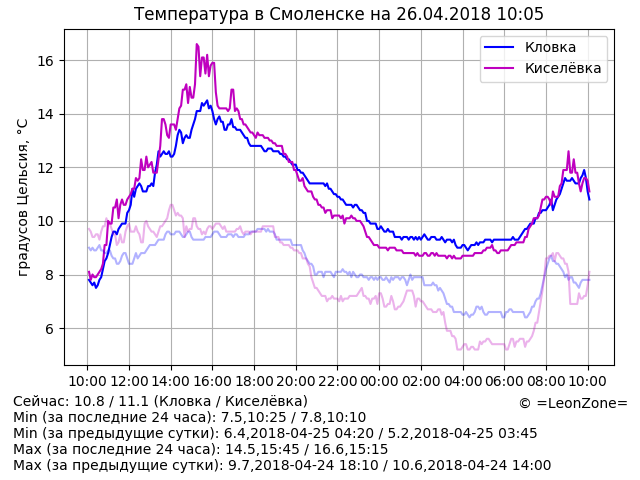 Температура в Смоленске на 26.04.2018 10:05
Кловка
Киселёвка
градусов Цельсия, °C
16
14
12
10
8
6
10:00 12:00 14:00 16:00 18:00 20:00 22:00 00:00 02:00 04:00 06:00 08:00 10:00
Сейчас: 10.8 / 11.1 (Кловка / Киселёвка)
© =LeonZone=
Min (за последние 24 часа): 7.5,10:25 / 7.8,10:10
Min (за предыдущие сутки): 6.4,2018-04-25 04:20 / 5.2,2018-04-25 03:45
Max (за последние 24 часа): 14.5,15:45 / 16.6,15:15
Max (за предыдущие сутки): 9.7,2018-04-24 18:10 / 10.6,2018-04-24 14:00